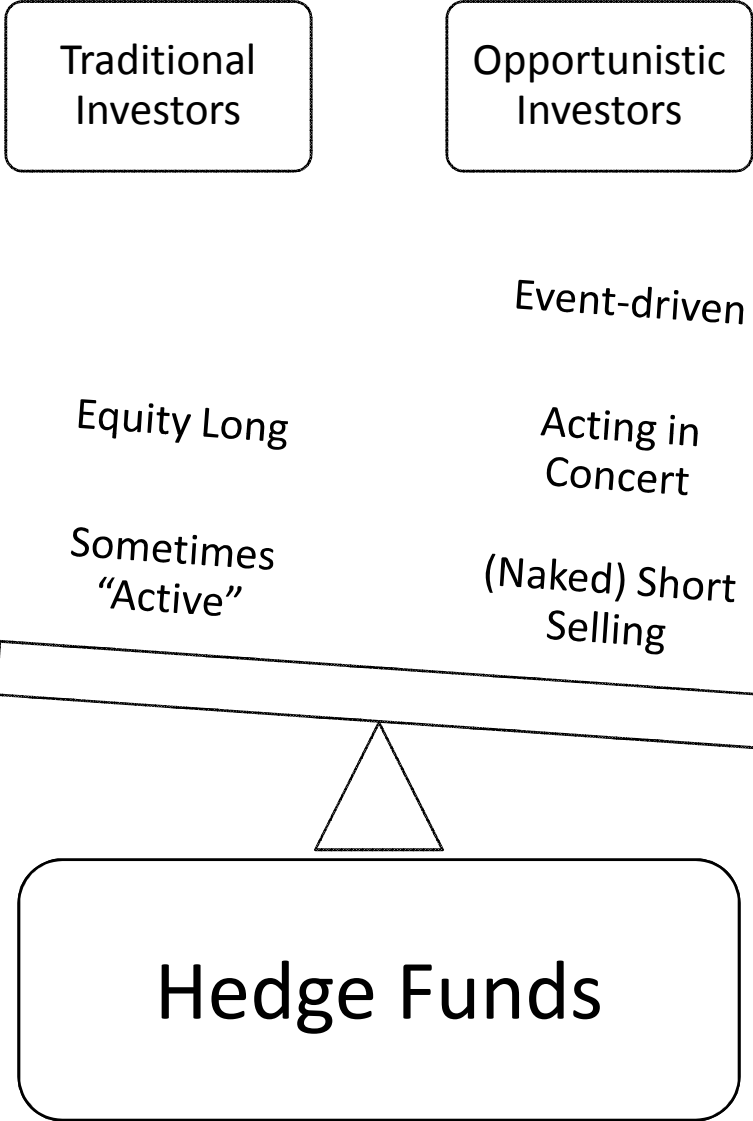 Traditional
Investors
Opportunistic
Investors
Event-driven
Equity Long
Acting in
Concert
Sometimes
“Active”
(Naked) Short
Selling
Hedge Funds